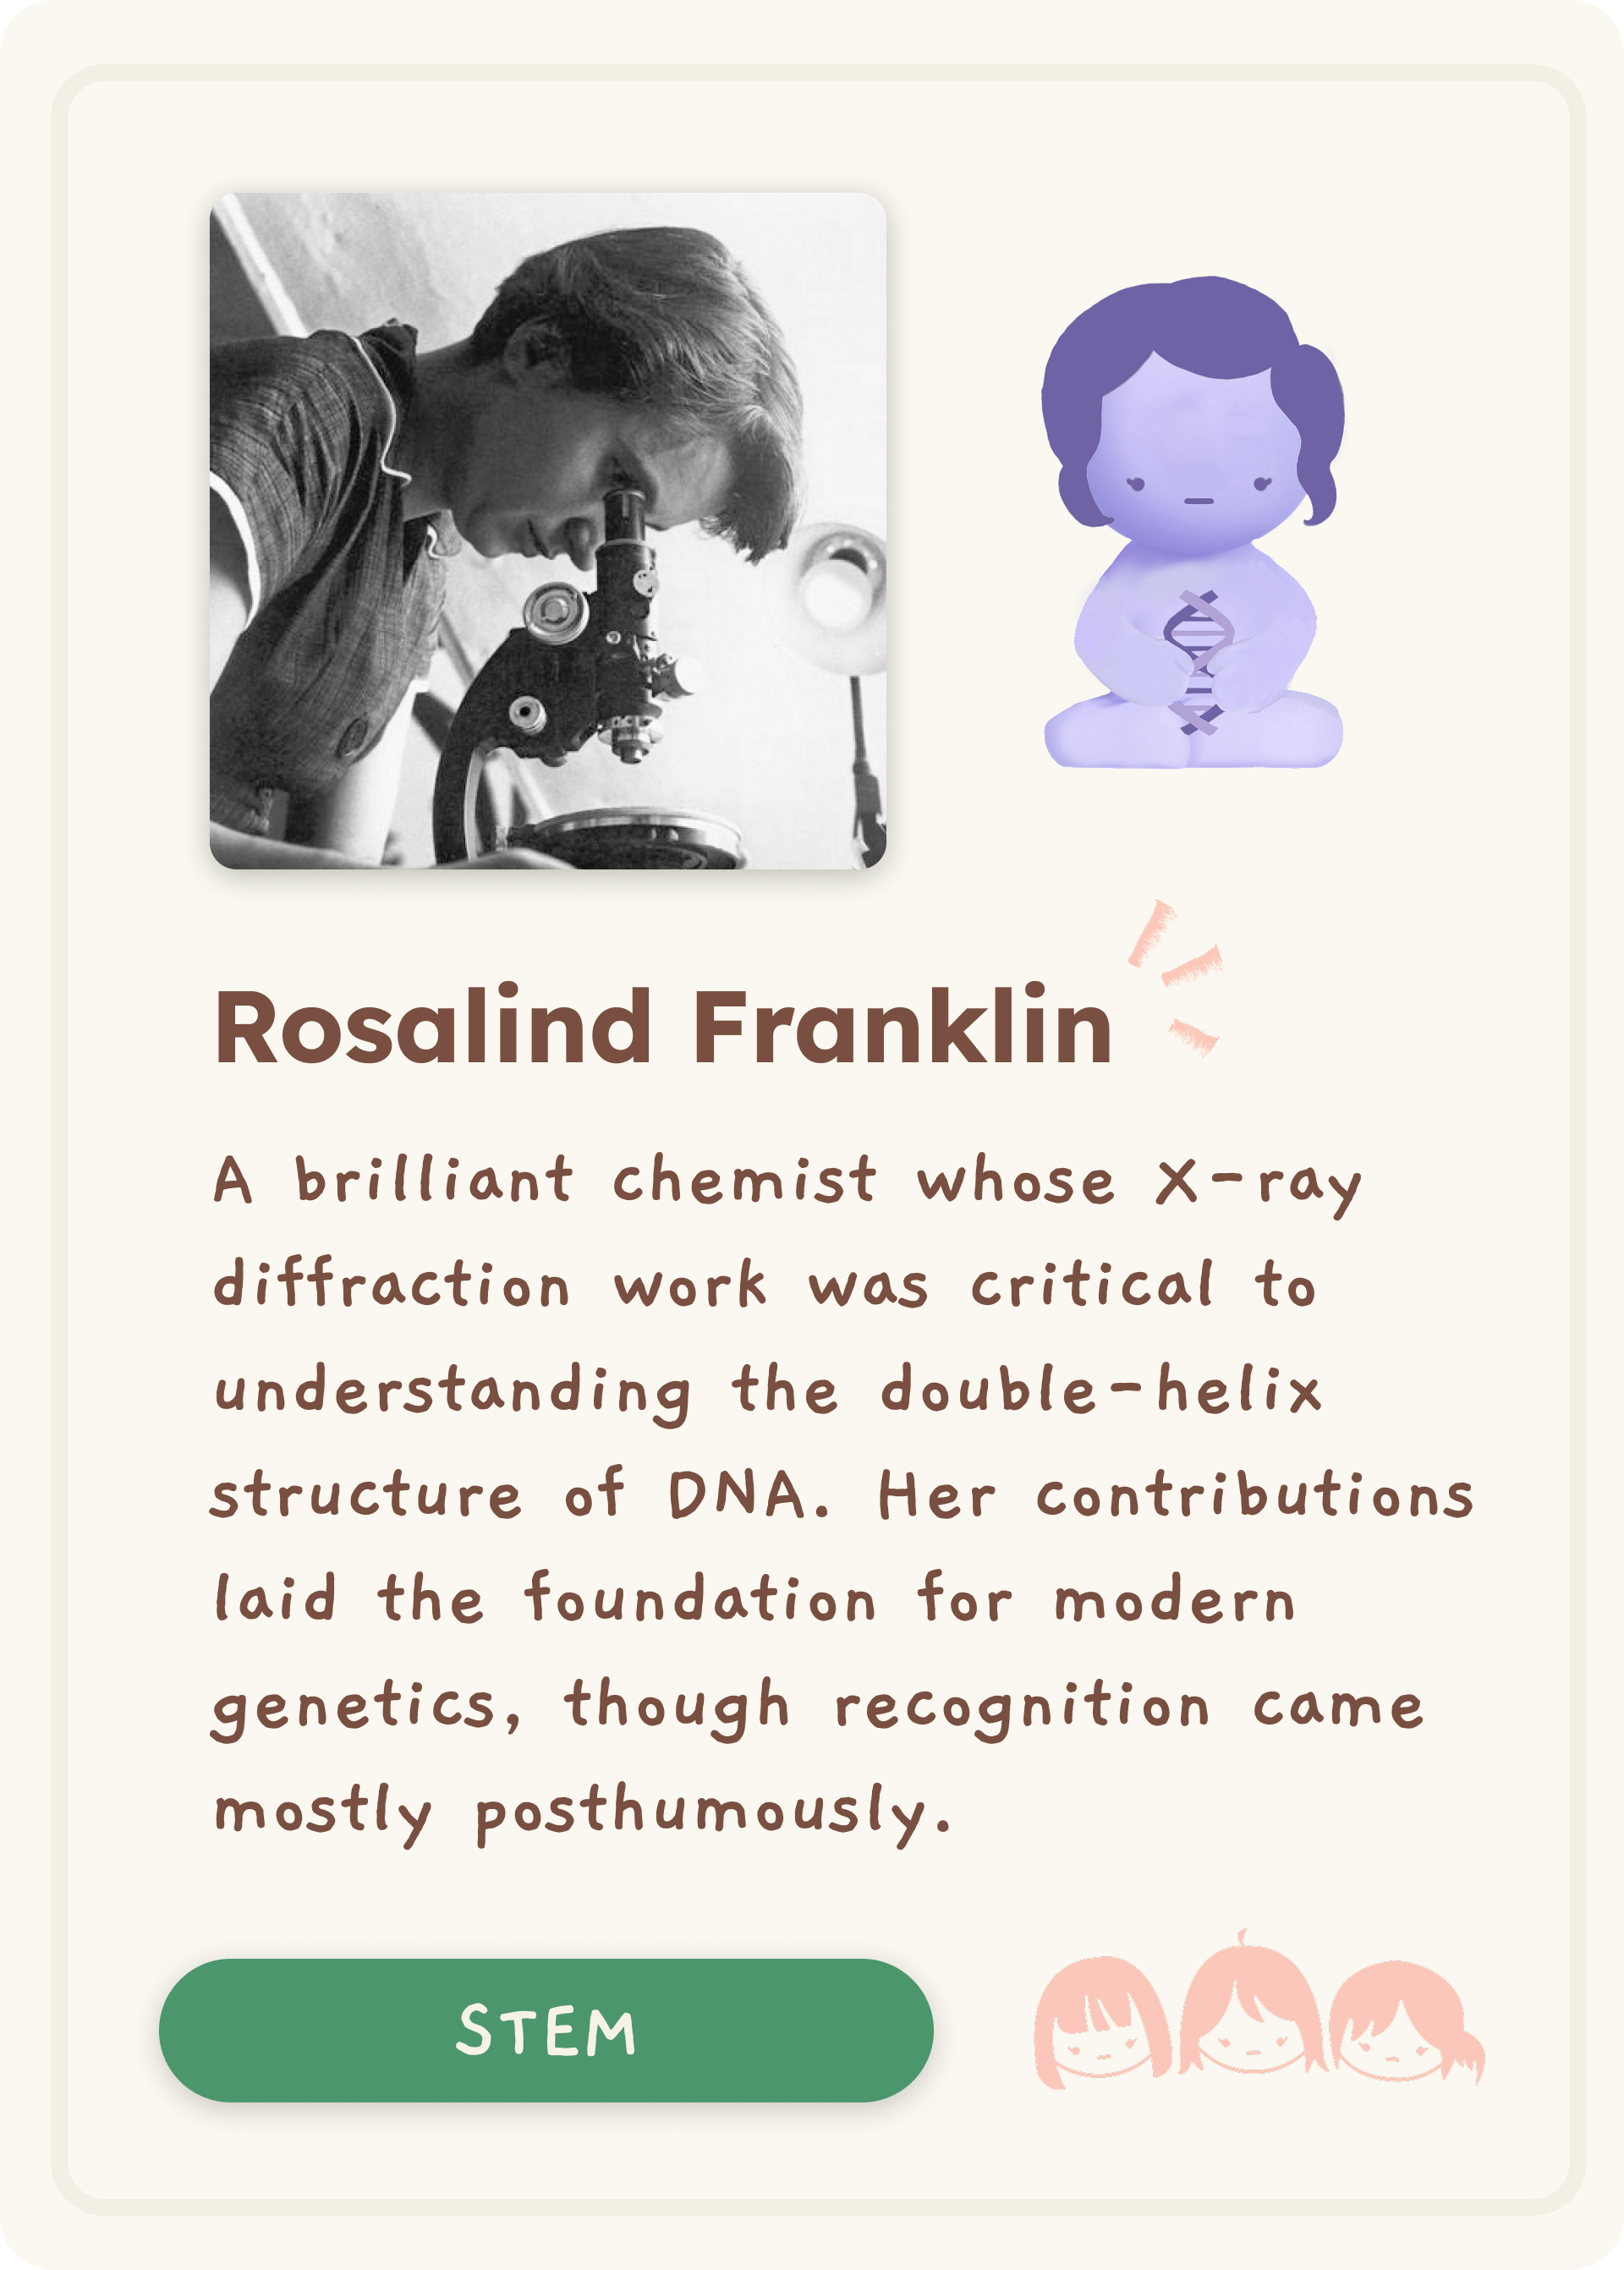 Rosalind Franklin
A brilliant chemist whose X-ray
diffraction work was critical to
understanding the double-helix
structure of DNA. Her contributions
laid the foundation for modern
genetics, though recognition came
mostly posthumously.
STEM